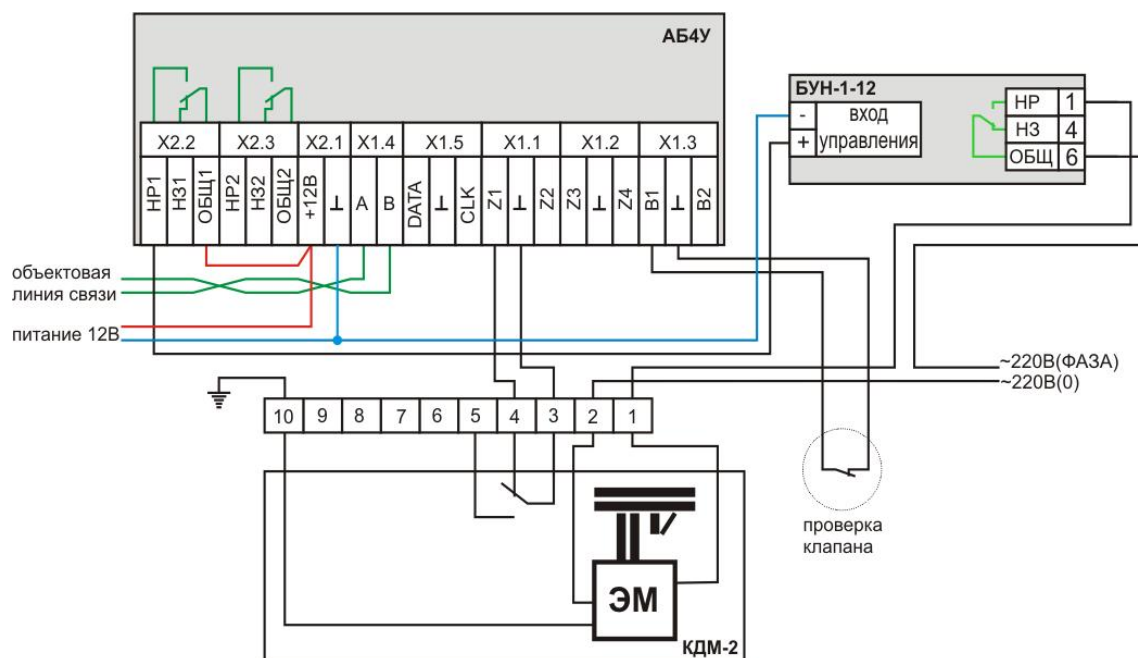 АБ4У
X2.2 X2.3 X2.1 X1.4 X1.5 X1.1 X1.2 X1.3
НР1 НЗ1 ОБЩ1 НР2 НЗ2 ОБЩ2 +12В ⊥ A B DATA ⊥ CLK Z1 ⊥ Z2 Z3 ⊥ Z4 B1 ⊥ B2
БУН-1-12
- вход
+ управления
НР 1
НЗ 4
ОБЩ 6
объектовая
линия связи
питание 12В
~220В(ФАЗА)
~220В(0)
10 9 8 7 6 5 4 3 2 1
проверка
клапана
ЭМ
КДМ-2